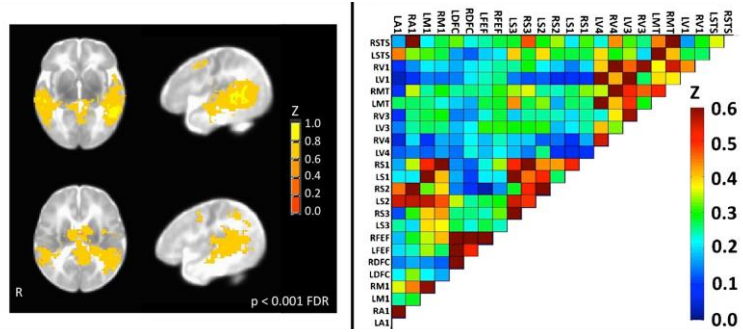 Z
1.0
0.8
0.6
0.4
0.2
0.0
R
p < 0.001 FDR
LA1
RA1
LM1
RM1
LDFC
RDFC
LFEF
RFEF
LS3
RS3
LS2
RS2
LS1
RS1
LV4
RV4
LV3
RV3
LMT
RMT
LV1
RV1
LSTS
RSTS
RSTS
LSTS
RV1
LV1
RMT
LMT
RV3
LV3
RV4
LV4
RS1
LS1
RS2
LS2
RS3
LS3
RFEF
LFEF
RDFC
LDFC
RM1
LM1
RA1
LA1
Z
0.6
0.5
0.4
0.3
0.2
0.1
0.0